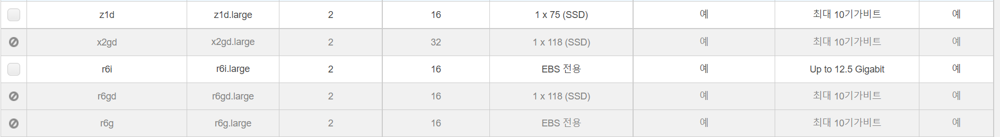 z1d z1d.large 2 16 1 x 75 (SSD) 예 최대 10기가비트 예
x2gd x2gd.large 2 32 1 x 118 (SSD) 예 최대 10기가비트 예
r6i r6i.large 2 16 EBS 전용 예 Up to 12.5 Gigabit 예
r6gd r6gd.large 2 16 1 x 118 (SSD) 예 최대 10기가비트 예
r6g r6g.large 2 16 EBS 전용 예 최대 10기가비트 예